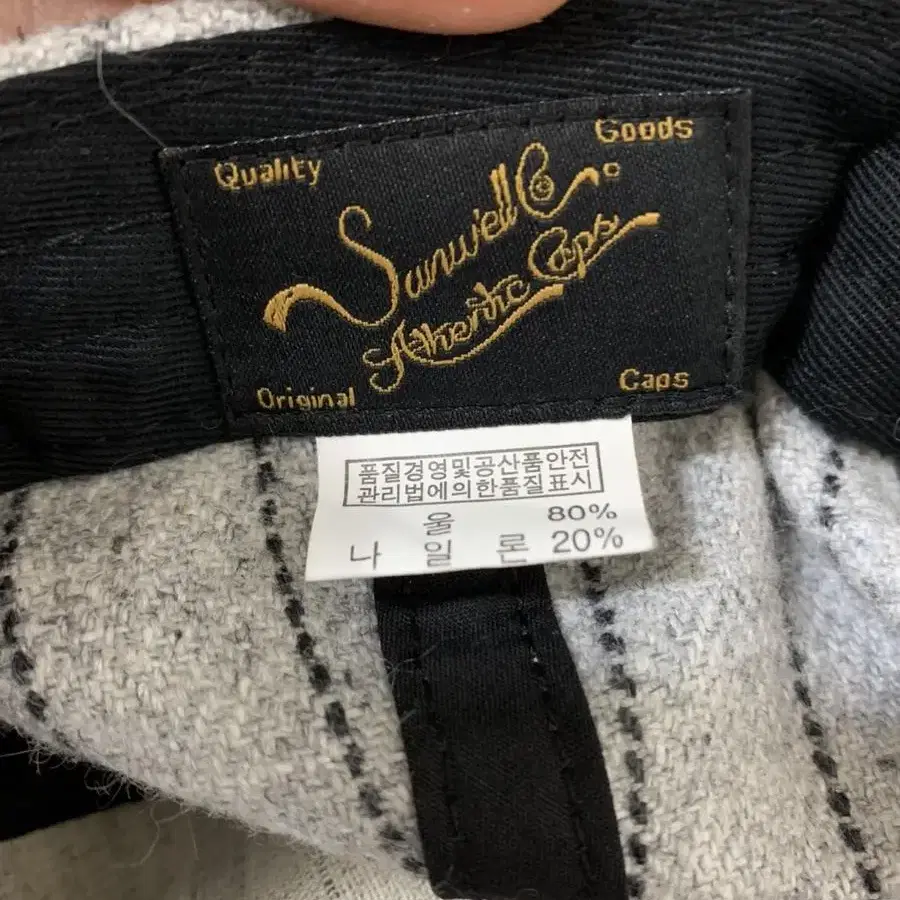 Quality Goods
Sunwell Co
Athentic Caps
Original Caps
품질경영및공산품안전
관리법에의한품질표시
울 80%
나 일 론 20%